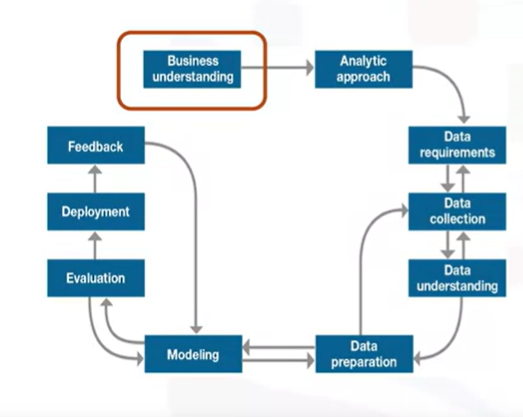 Business
understanding
Analytic
approach
Data
requirements
Data
collection
Data
understanding
Data
preparation
Modeling
Evaluation
Deployment
Feedback